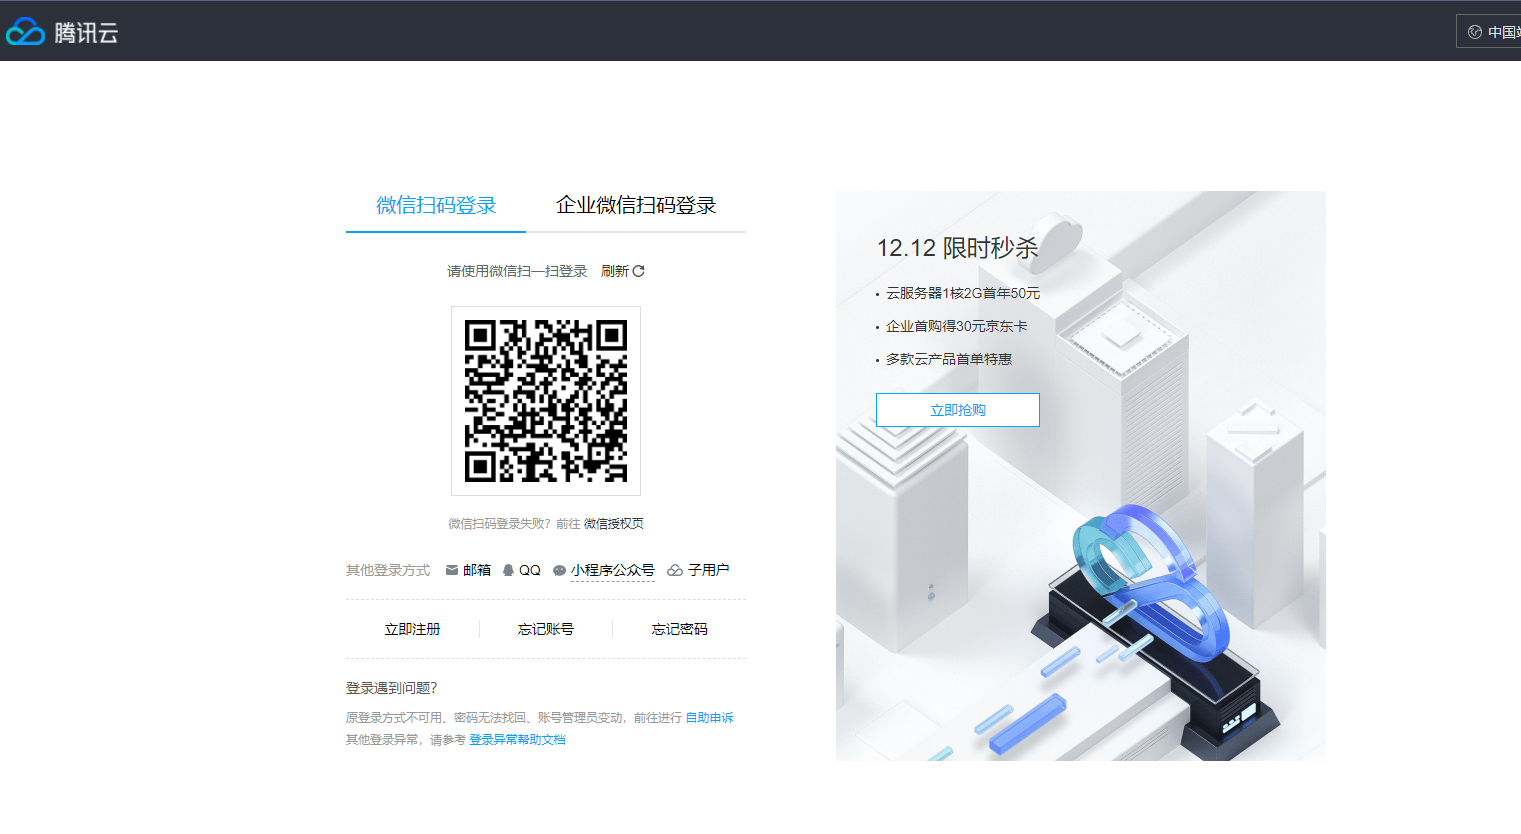 腾讯云
中国
微信扫码登录
企业微信扫码登录
请使用微信扫一扫登录 刷新
微信扫码登录失败？前往 微信授权页
其他登录方式 邮箱 QQ 小程序公众号 子用户
立即注册 忘记账号 忘记密码
登录遇到问题？
原登录方式不可用、密码无法找回、账号管理员变动，前往进行 自助申诉
其他登录异常，请参考 登录异常帮助文档
12.12 限时秒杀
• 云服务器1核2G首年50元
• 企业首购得30元京东卡
• 多款云产品首单特惠
立即抢购